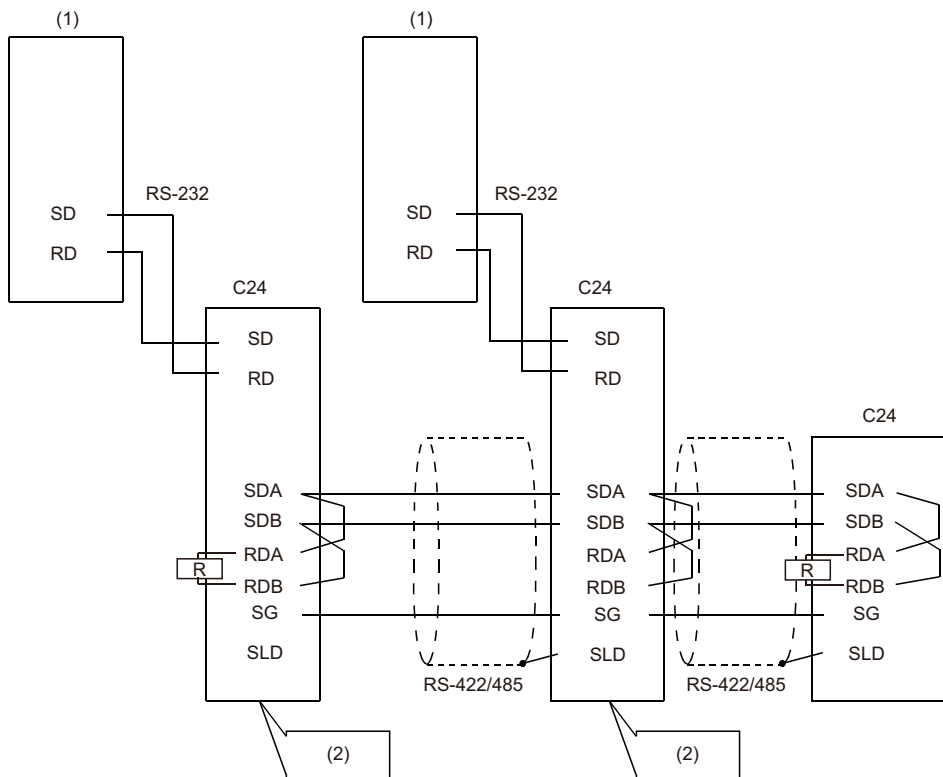 (1)
(1)
RS-232
RS-232
SD
RD
SD
RD
C24
C24
SD
RD
SD
RD
C24
SDA
SDB
RDA
RDB
SG
SLD
R
SDA
SDB
RDA
RDB
SG
SLD
SDA
SDB
RDA
RDB
SG
SLD
R
RS-422/485
RS-422/485
(2)
(2)